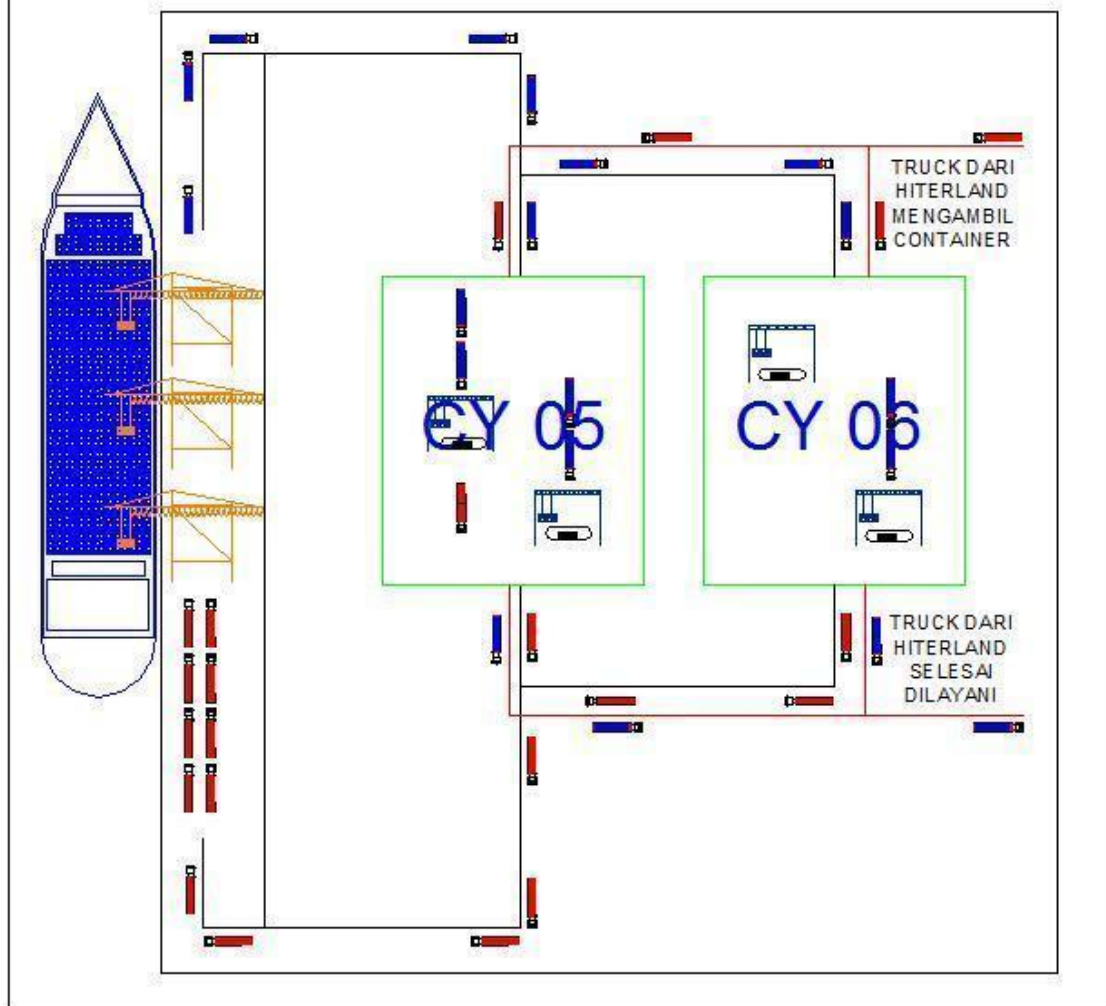 TRUCK DARI
HITERLAND
MENGAMBIL
CONTAINER
CY 05
CY 06
TRUCK DARI
HITERLAND
SELESAI
DILAYANI